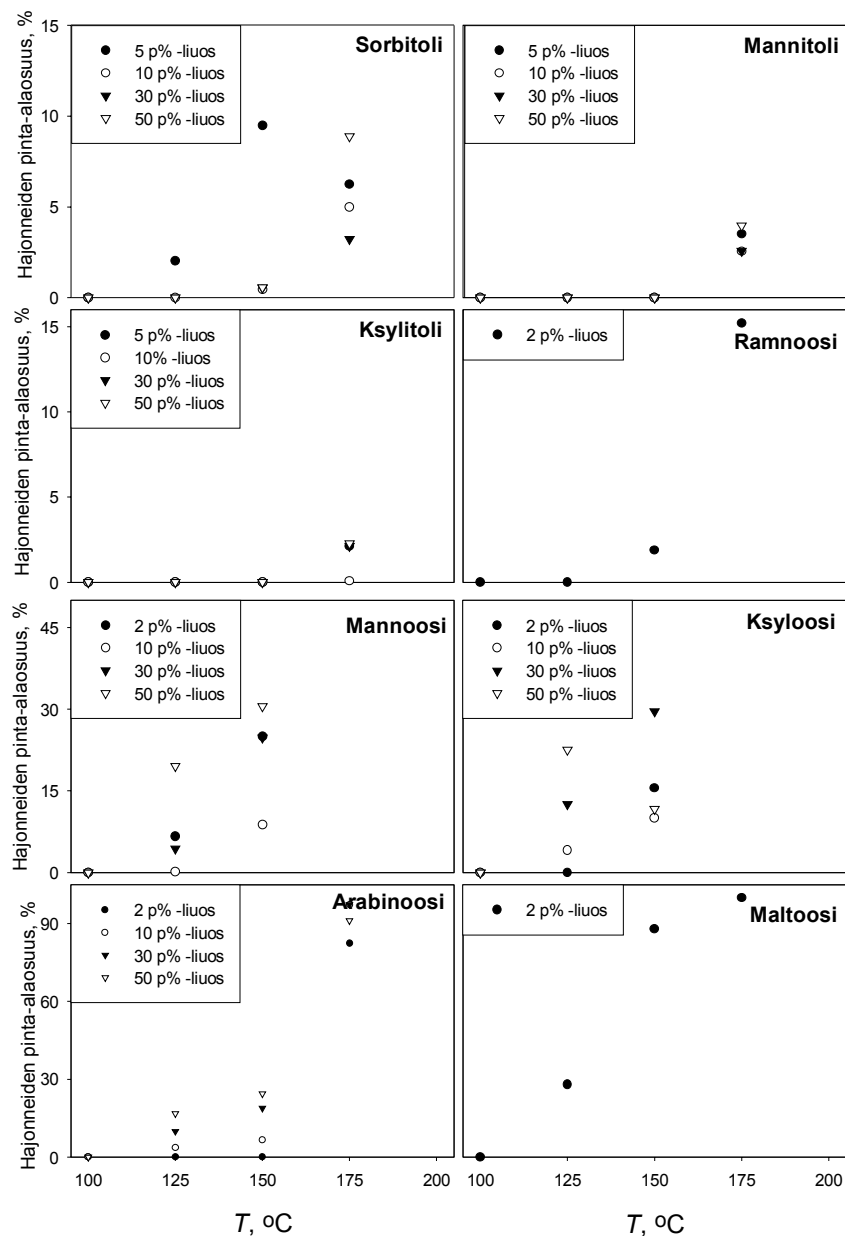 Hajonneiden pinta-alaosuus, %
15
10
5
0
5 p% -liuos
10 p% -liuos
30 p% -liuos
50 p% -liuos
Sorbitoli
5 p% -liuos
10 p% -liuos
30 p% -liuos
50 p% -liuos
Mannitoli
Hajonneiden pinta-alaosuus, %
15
10
5
0
5 p% -liuos
10% -liuos
30 p% -liuos
50 p% -liuos
Ksylitoli
2 p% -liuos
Ramnoosi
Hajonneiden pinta-alaosuus, %
45
30
15
0
2 p% -liuos
10 p% -liuos
30 p% -liuos
50 p% -liuos
Mannoosi
2 p% -liuos
10 p% -liuos
30 p% -liuos
50 p% -liuos
Ksyloosi
Hajonneiden pinta-alaosuus, %
90
60
30
0
2 p% -liuos
10 p% -liuos
30 p% -liuos
50 p% -liuos
Arabinoosi
2 p% -liuos
Maltoosi
100 125 150 175 200
100 125 150 175 200
T, ºC
T, ºC